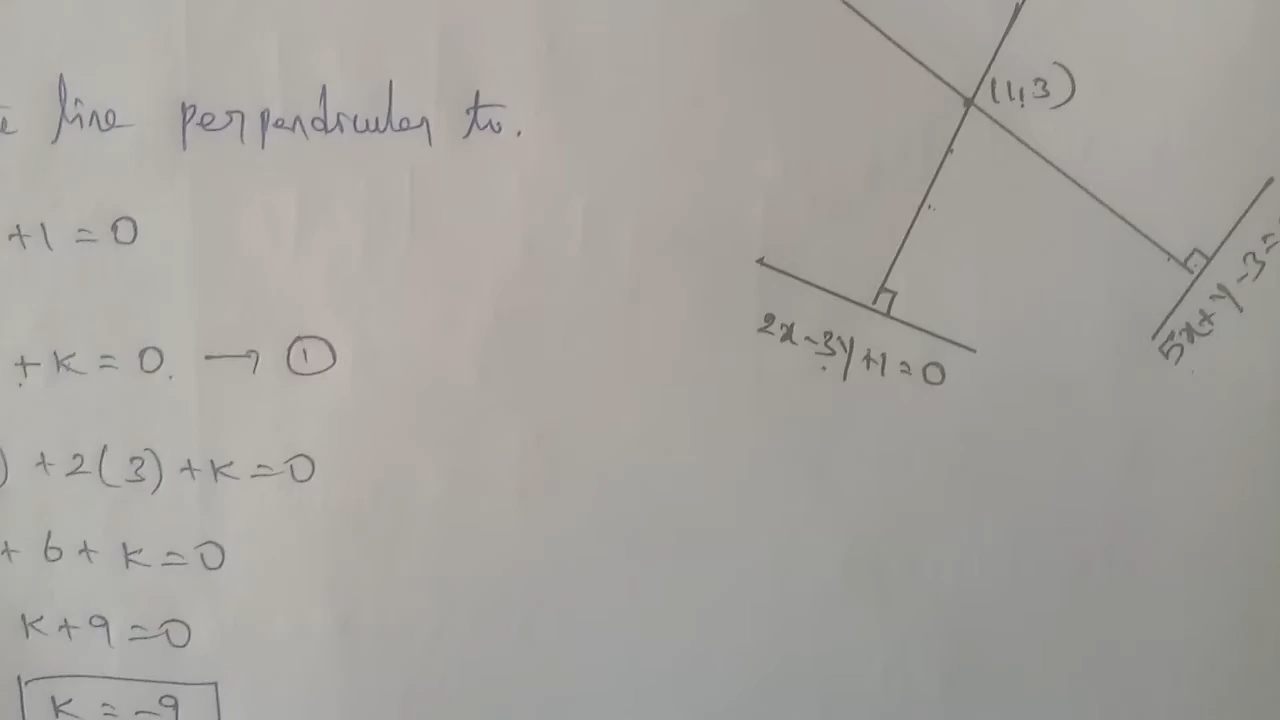 line perpendicular to.
+1 = 0
+ k = 0. → ①
) + 2(3) + k = 0
+ 6 + k = 0
k + 9 = 0
k = -9
(1,3)
2x - 3y + 1 = 0
5x + y - 3 =